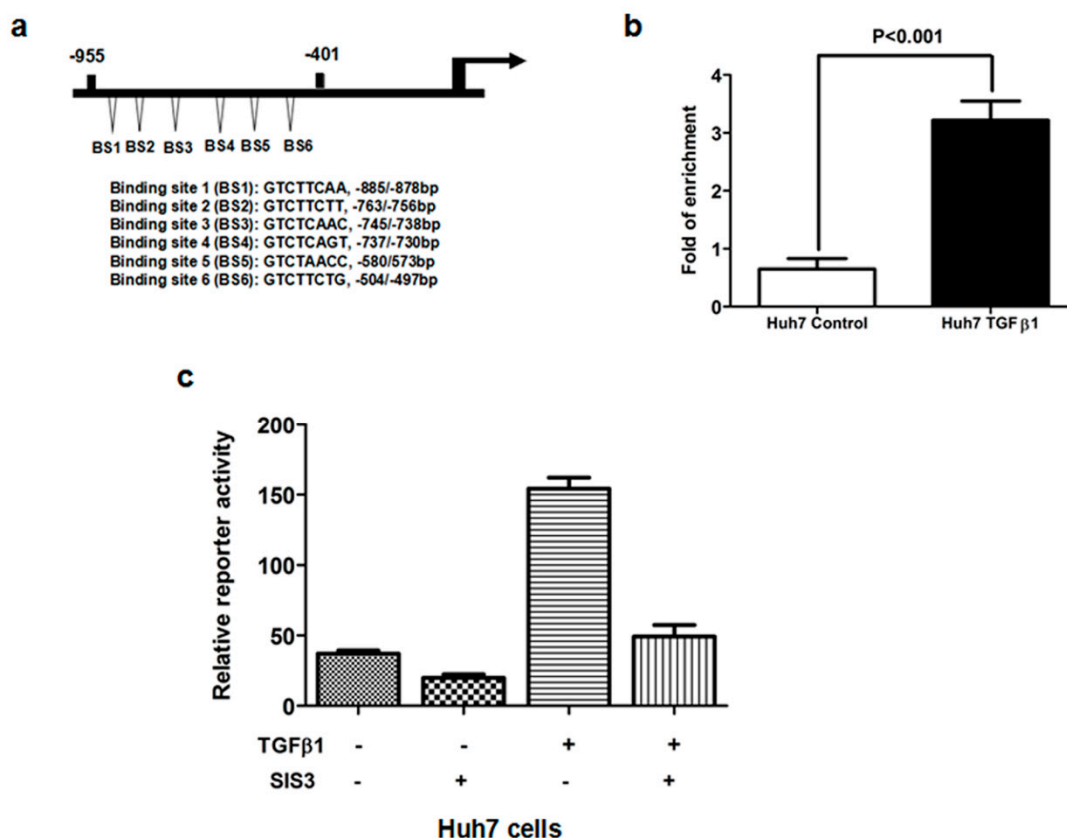 a
-955
-401
BS1 BS2 BS3 BS4 BS5 BS6
Binding site 1 (BS1): GTCTTCAA, -885/-878bp
Binding site 2 (BS2): GTCTTCTT, -763/-756bp
Binding site 3 (BS3): GTCTCAAC, -745/-738bp
Binding site 4 (BS4): GTCTCAGT, -737/-730bp
Binding site 5 (BS5): GTCTAACC, -580/573bp
Binding site 6 (BS6): GTCTTCTG, -504/-497bp
b
P<0.001
Fold of enrichment
4
3
2
1
0
Huh7 Control Huh7 TGFβ1
c
Relative reporter activity
200
150
100
50
0
TGFβ1 - - + +
SIS3 - + - +
Huh7 cells